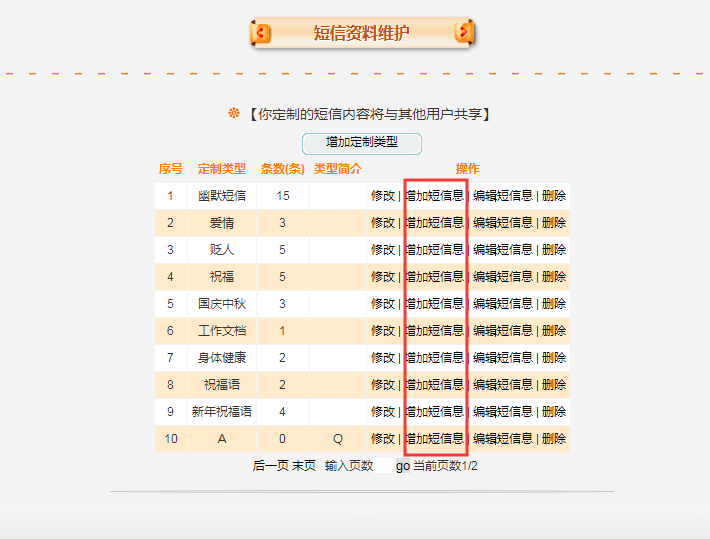 短信资料维护
【你定制的短信内容将与其他用户共享】
增加定制类型
序号 定制类型 条数(条) 类型简介 操作
1 幽默短信 15 修改 | 增加短信息 | 编辑短信息 | 删除
2 爱情 3 修改 | 增加短信息 | 编辑短信息 | 删除
3 贬人 5 修改 | 增加短信息 | 编辑短信息 | 删除
4 祝福 5 修改 | 增加短信息 | 编辑短信息 | 删除
5 国庆中秋 3 修改 | 增加短信息 | 编辑短信息 | 删除
6 工作文档 1 修改 | 增加短信息 | 编辑短信息 | 删除
7 身体健康 2 修改 | 增加短信息 | 编辑短信息 | 删除
8 祝福语 2 修改 | 增加短信息 | 编辑短信息 | 删除
9 新年祝福语 4 修改 | 增加短信息 | 编辑短信息 | 删除
10 A 0 Q 修改 | 增加短信息 | 编辑短信息 | 删除
后一页 末页 输入页数 go 当前页数1/2